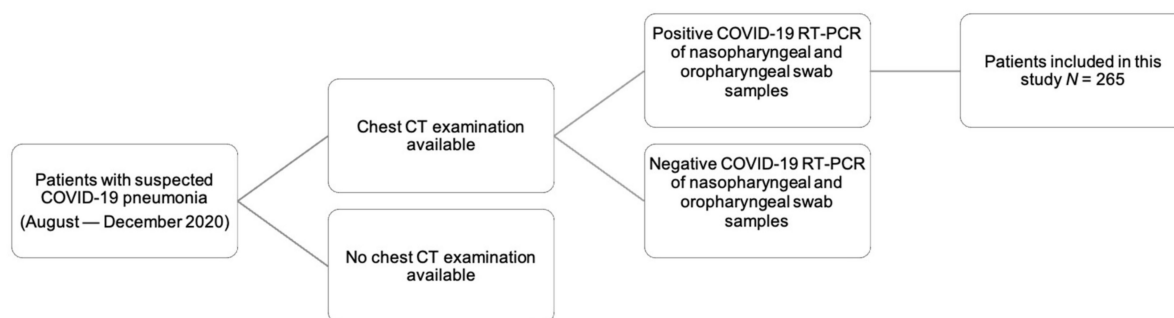 Patients with suspected
COVID-19 pneumonia
(August — December 2020)
Chest CT examination
available
No chest CT examination
available
Positive COVID-19 RT-PCR
of nasopharyngeal and
oropharyngeal swab
samples
Negative COVID-19 RT-PCR
of nasopharyngeal and
oropharyngeal swab
samples
Patients included in this
study N = 265